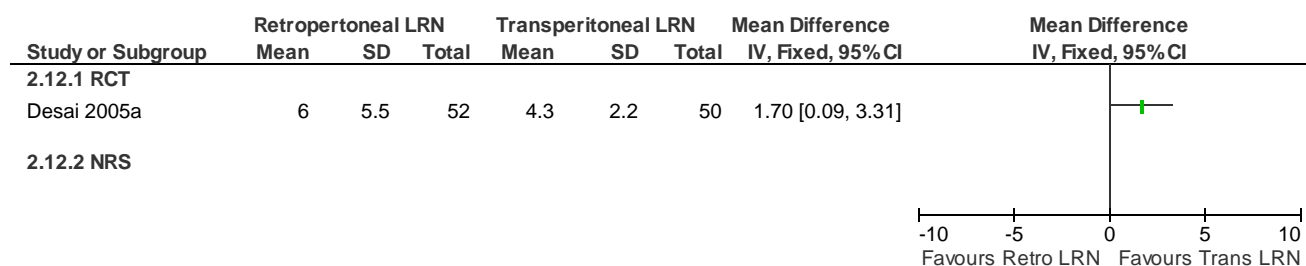 Retropertoneal LRN Transperitoneal LRN Mean Difference Mean Difference
Study or Subgroup Mean SD Total Mean SD Total IV, Fixed, 95% CI IV, Fixed, 95% CI
2.12.1 RCT
Desai 2005a 6 5.5 52 4.3 2.2 50 1.70 [0.09, 3.31]
2.12.2 NRS
-10 -5 0 5 10
Favours Retro LRN Favours Trans LRN